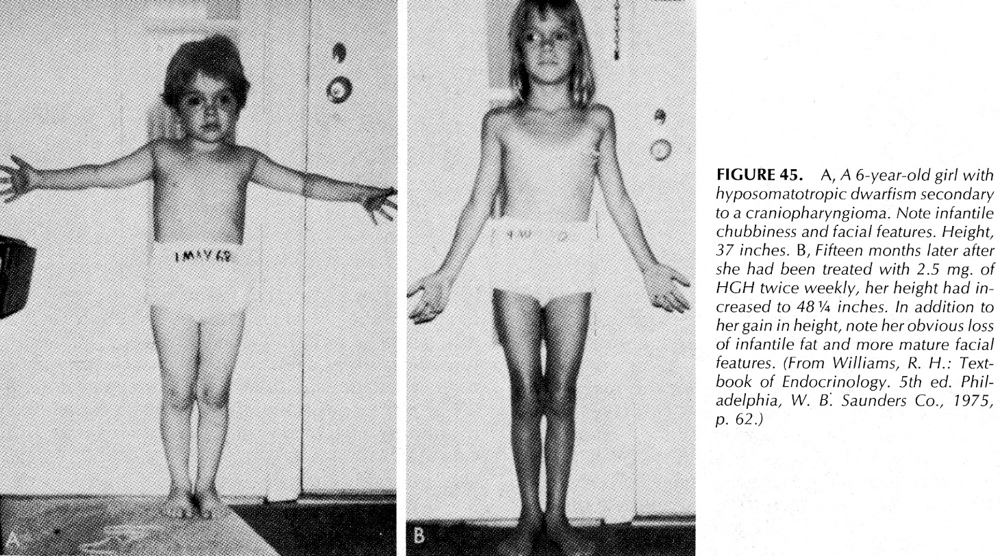 1 MAY 68
A
B
FIGURE 45. A, A 6-year-old girl with
hyposomatotropic dwarfism secondary
to a craniopharyngioma. Note infantile
chubbiness and facial features. Height,
37 inches. B, Fifteen months later after
she had been treated with 2.5 mg. of
HGH twice weekly, her height had in-
creased to 48 ¼ inches. In addition to
her gain in height, note her obvious loss
of infantile fat and more mature facial
features. (From Williams, R. H.: Text-
book of Endocrinology. 5th ed. Phil-
adelphia, W. B. Saunders Co., 1975,
p. 62.)